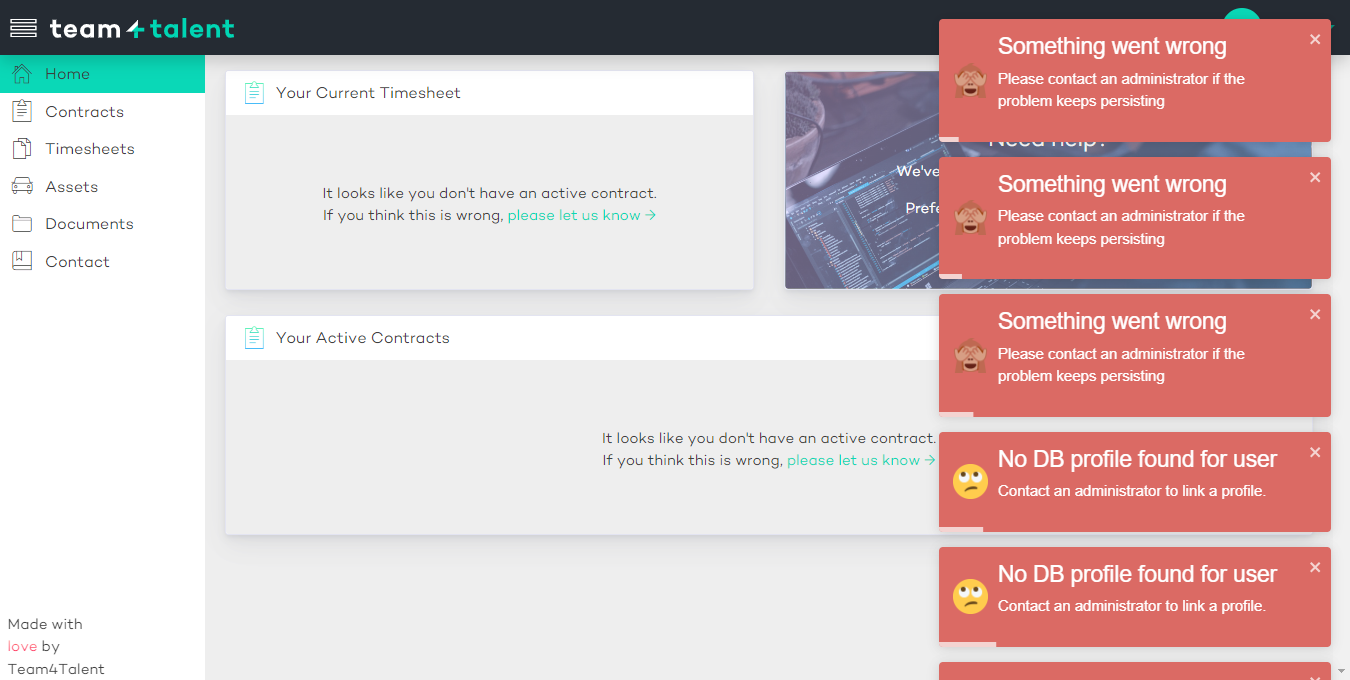 team4talent
Home
Contracts
Timesheets
Assets
Documents
Contact
Made with
love by
Team4Talent
Your Current Timesheet
It looks like you don't have an active contract.
If you think this is wrong, please let us know →
Need help?
We've
Your Active Contracts
It looks like you don't have an active contract.
If you think this is wrong, please let us know →
Something went wrong
Please contact an administrator if the
problem keeps persisting
Something went wrong
Please contact an administrator if the
problem keeps persisting
Something went wrong
Please contact an administrator if the
problem keeps persisting
No DB profile found for user
Contact an administrator to link a profile.
No DB profile found for user
Contact an administrator to link a profile.